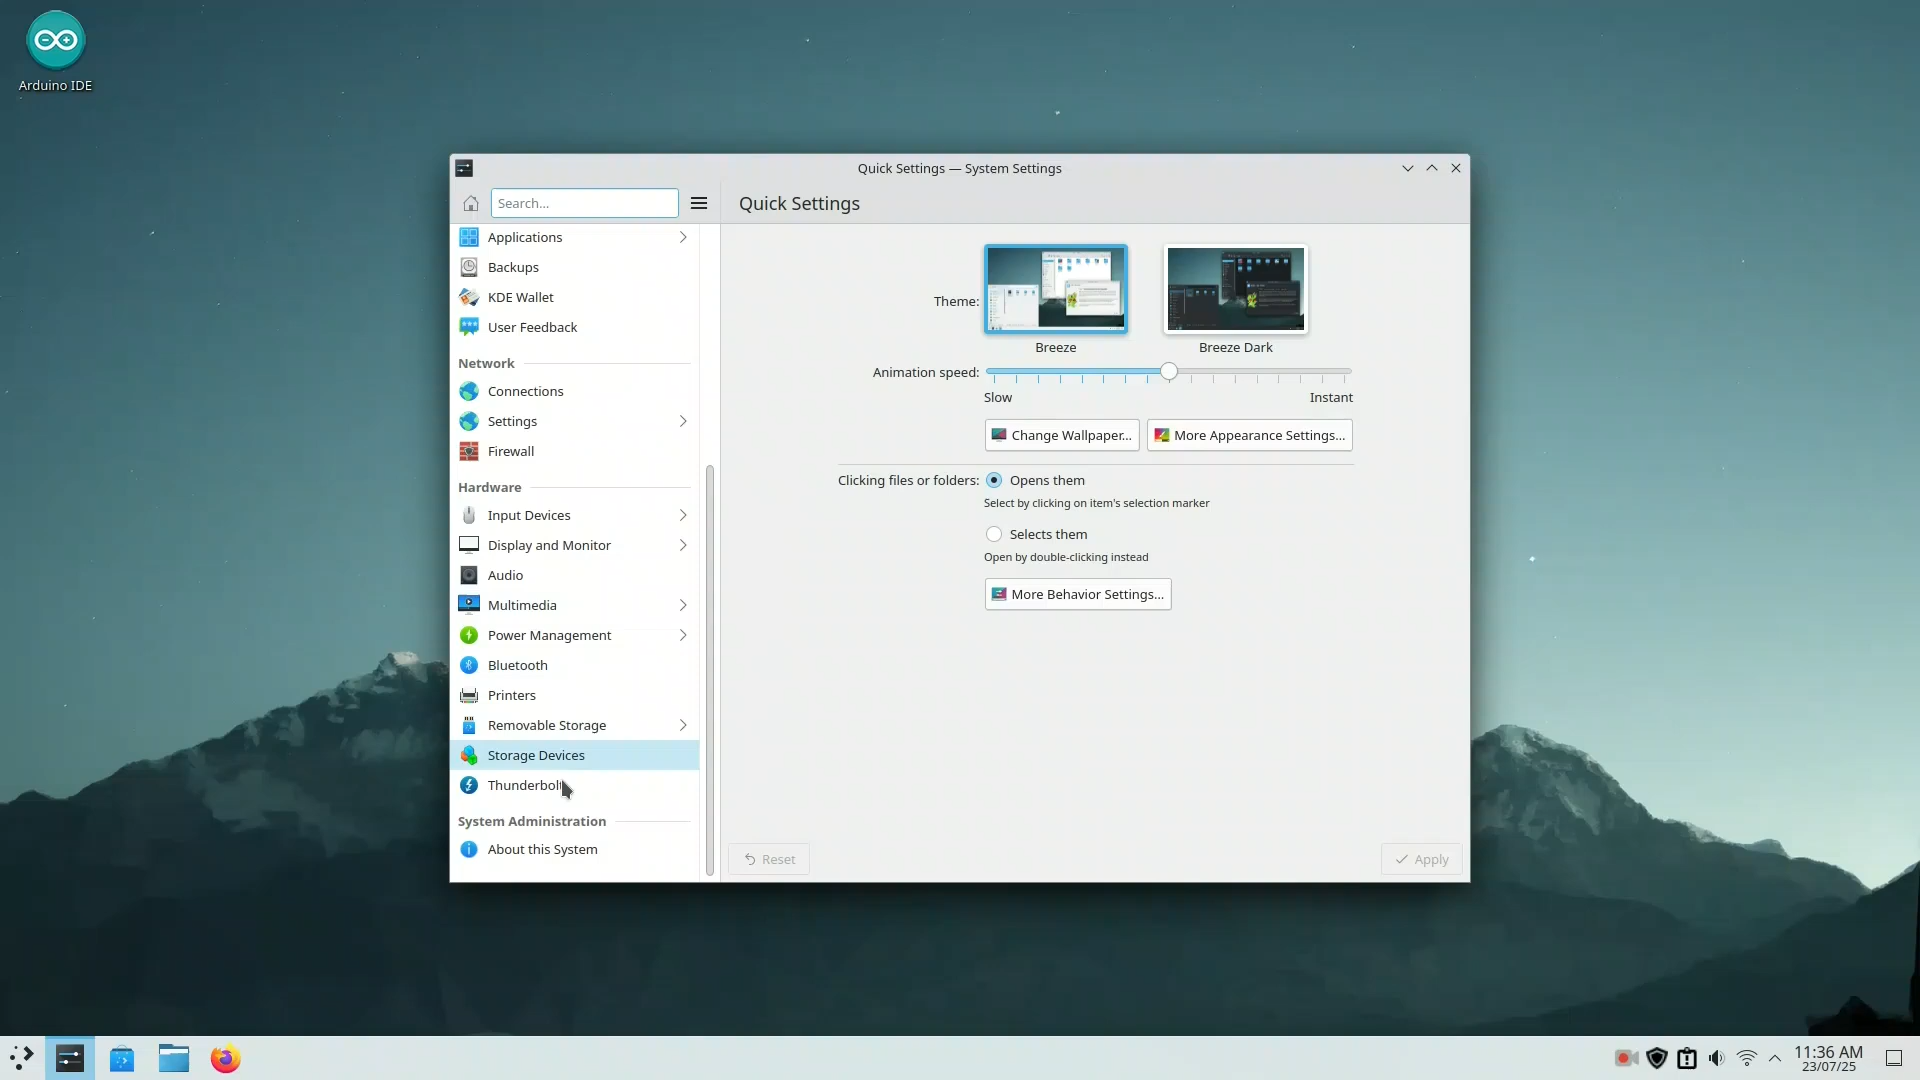 Arduino IDE
Quick Settings — System Settings
Search...
Quick Settings
Applications
Backups
KDE Wallet
User Feedback
Network
Connections
Settings
Firewall
Hardware
Input Devices
Display and Monitor
Audio
Multimedia
Power Management
Bluetooth
Printers
Removable Storage
Storage Devices
Thunderbolt
System Administration
About this System
Theme:
Breeze
Breeze Dark
Animation speed:
Slow
Instant
Change Wallpaper...
More Appearance Settings...
Clicking files or folders:
Opens them
Select by clicking on item's selection marker
Selects them
Open by double-clicking instead
More Behavior Settings...
Reset
Apply
11:36 AM
23/07/25